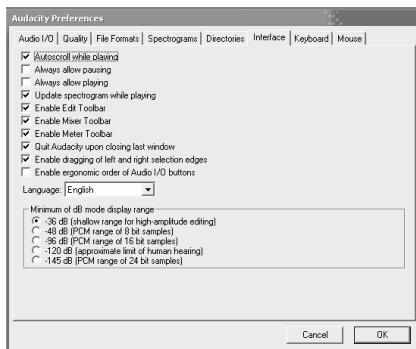 Audacity Preferences
Audio I/O Quality File Formats Spectrograms Directories Interface Keyboard Mouse
Autoscroll while playing
Always allow pausing
Always allow playing
Update spectrogram while playing
Enable Edit Toolbar
Enable Mixer Toolbar
Enable Meter Toolbar
Quit Audacity upon closing last window
Enable dragging of left and right selection edges
Enable ergonomic order of Audio I/O buttons
Language: English
Minimum of dB mode display range
-36 dB (shallow range for high-amplitude editing)
-48 dB (PCM range of 8 bit samples)
-96 dB (PCM range of 16 bit samples)
-120 dB (approximate limit of human hearing)
-145 dB (PCM range of 24 bit samples)
Cancel OK